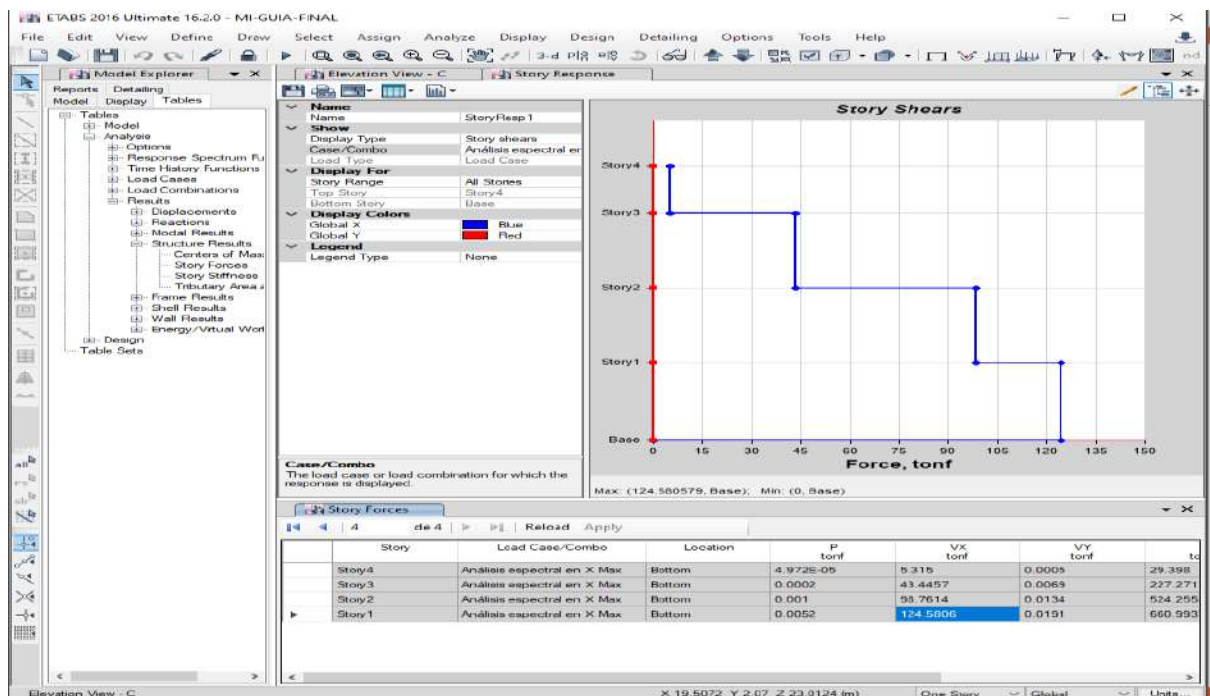 ETABS 2016 Ultimate 16.2.0 - MI-GUIA-FINAL
File Edit View Define Draw Select Assign Analyze Display Design Detailing Options Tools Help
3-d
nd
Model Explorer
Reports Detailing
Model Display Tables
Tables
Model
Analysis
Options
Response Spectrum Fu
Time History Functions
Load Cases
Load Combinations
Results
Displacements
Reactions
Modal Results
Structure Results
Centers of Mas
Story Forces
Story Stiffness
Tributary Area a
Frame Results
Shell Results
Wall Results
Energy/Virtual Worl
Design
Table Sets
all
Elevation View - C
Story Response
Name
Name StoryResp1
Show
Display Type Story shears
Case/Combo Análisis espectral en
Load Type Load Case
Display For
Story Range All Stories
Top Story Story4
Bottom Story Base
Display Colors
Global X Blue
Global Y Red
Legend
Legend Type None
Case/Combo
The load case or load combination for which the
response is displayed.
Story Shears
Story4
Story3
Story2
Story1
Base
0 15 30 45 60 75 90 105 120 135 150
Force, tonf
Max: (124.580579, Base); Min: (0, Base)
Story Forces
4 de 4 Reload Apply
Story Load Case/Combo Location P VX VY
tonf tonf tonf to
Story4 Análisis espectral en X Max Bottom 4.972E-05 5.315 0.0005 29.398
Story3 Análisis espectral en X Max Bottom 0.0002 43.4457 0.0069 227.271
Story2 Análisis espectral en X Max Bottom 0.001 98.7614 0.0134 524.255
Story1 Análisis espectral en X Max Bottom 0.0052 124.5806 0.0191 660.993
Elevation View - C
X 19.5072 Y 2.07 Z 23.0124 (m)
One Story Global Units...